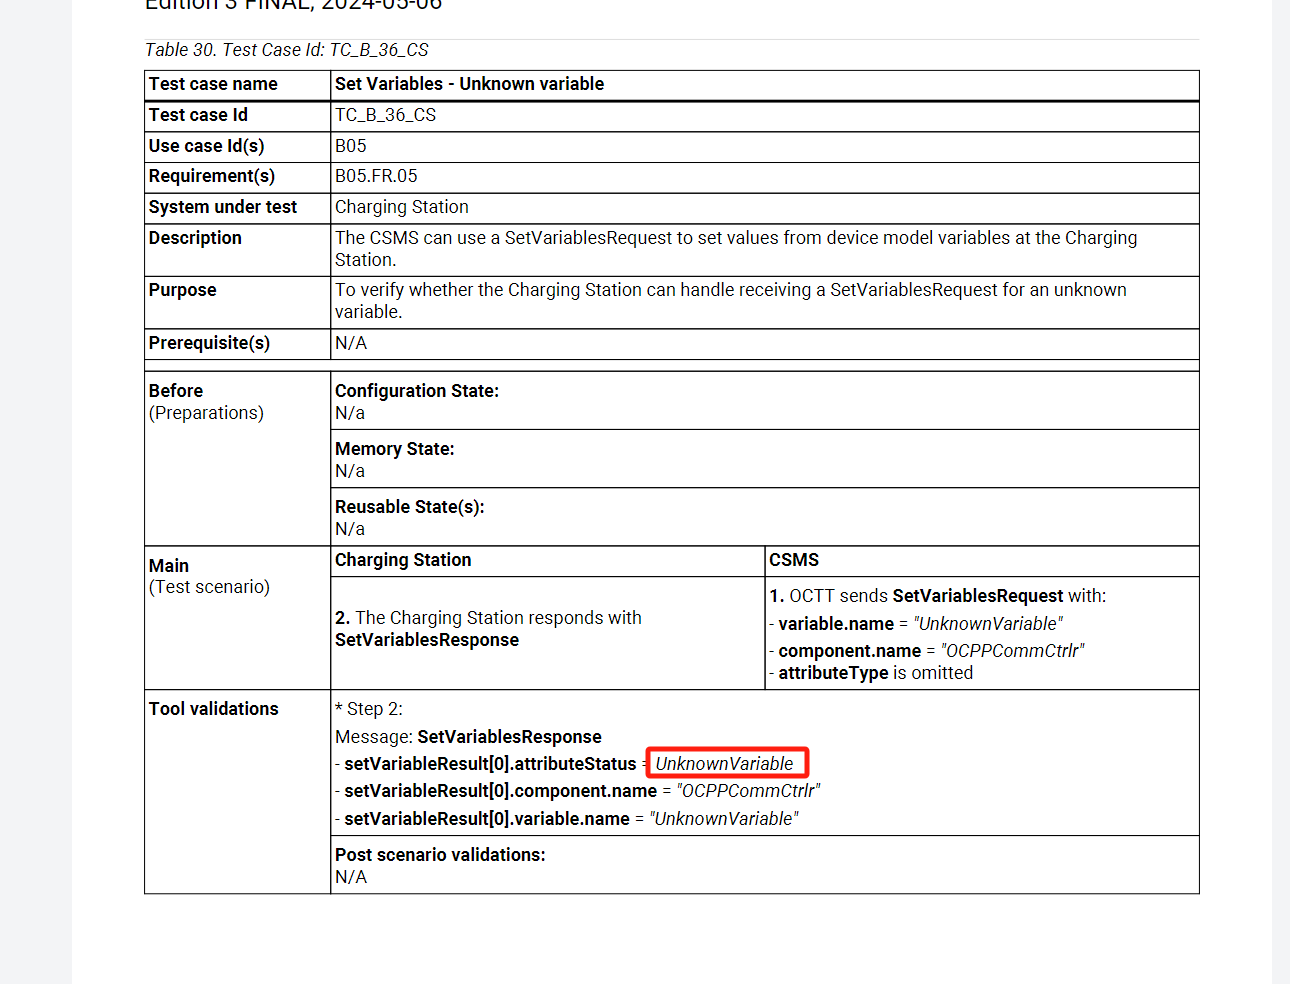 Edition 3 FINAL, 2024-05-06
Table 30. Test Case Id: TC_B_36_CS
Test case name Set Variables - Unknown variable
Test case Id TC_B_36_CS
Use case Id(s) B05
Requirement(s) B05.FR.05
System under test Charging Station
Description The CSMS can use a SetVariablesRequest to set values from device model variables at the Charging
Station.
Purpose To verify whether the Charging Station can handle receiving a SetVariablesRequest for an unknown
variable.
Prerequisite(s) N/A
Before
(Preparations)
Configuration State:
N/a
Memory State:
N/a
Reusable State(s):
N/a
Main
(Test scenario)
Charging Station
CSMS
1. OCTT sends SetVariablesRequest with:
- variable.name = "UnknownVariable"
- component.name = "OCPPCommCtrlr"
- attributeType is omitted
2. The Charging Station responds with
SetVariablesResponse
Tool validations
* Step 2:
Message: SetVariablesResponse
- setVariableResult[0].attributeStatus = UnknownVariable
- setVariableResult[0].component.name = "OCPPCommCtrlr"
- setVariableResult[0].variable.name = "UnknownVariable"
Post scenario validations:
N/A